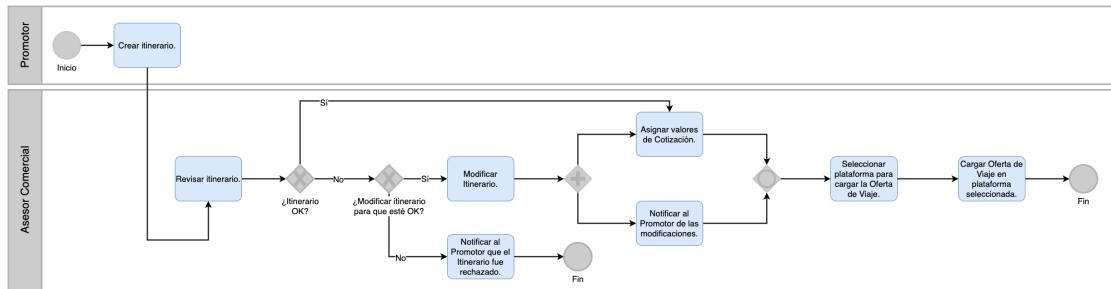 Promotor
Inicio
Crear itinerario.
Asesor Comercial
Revisar itinerario.
¿Itinerario
OK?
Sí
No
¿Modificar itinerario
para que esté OK?
Sí
No
Modificar
Itinerario.
Notificar al
Promotor que el
Itinerario fue
rechazado.
Fin
Asignar valores
de Cotización.
Notificar al
Promotor de las
modificaciones.
Seleccionar
plataforma para
cargar la Oferta
de Viaje.
Cargar Oferta de
Viaje en
plataforma
seleccionada.
Fin